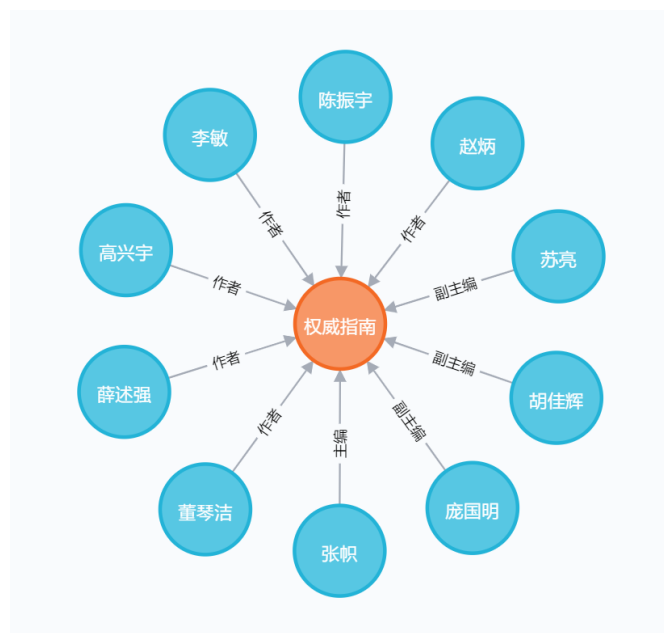 陈振宇
李敏
赵炳
作者
作者
作者
高兴宇
苏亮
作者
副主编
权威指南
薛述强
作者
副主编
胡佳辉
作者
主编
副主编
董琴洁
庞国明
张帜